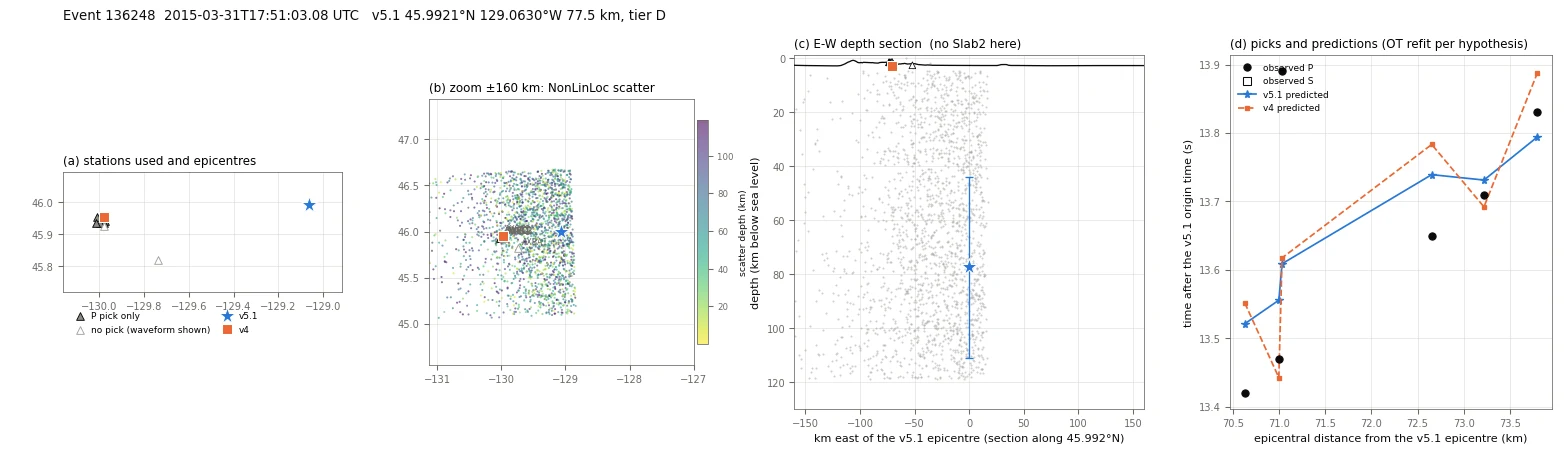 Event 136248  2015-03-31T17:51:03.08 UTC   v5.1 45.9921°N 129.0630°W 77.5 km, tier D
(a) stations used and epicentres
46.0
45.9
45.8
−130.0 −129.8 −129.6 −129.4 −129.2 −129.0
P pick only
no pick (waveform shown)
v5.1
v4
(b) zoom ±160 km: NonLinLoc scatter
47.0
46.5
46.0
45.5
45.0
−131 −130 −129 −128 −127
100
80
60
40
20
scatter depth (km)
(c) E-W depth section  (no Slab2 here)
0
20
40
60
80
100
120
depth (km below sea level)
−150 −100 −50 0 50 100 150
km east of the v5.1 epicentre (section along 45.992°N)
(d) picks and predictions (OT refit per hypothesis)
observed P
observed S
v5.1 predicted
v4 predicted
13.9
13.8
13.7
13.6
13.5
13.4
time after the v5.1 origin time (s)
70.5 71.0 71.5 72.0 72.5 73.0 73.5
epicentral distance from the v5.1 epicentre (km)